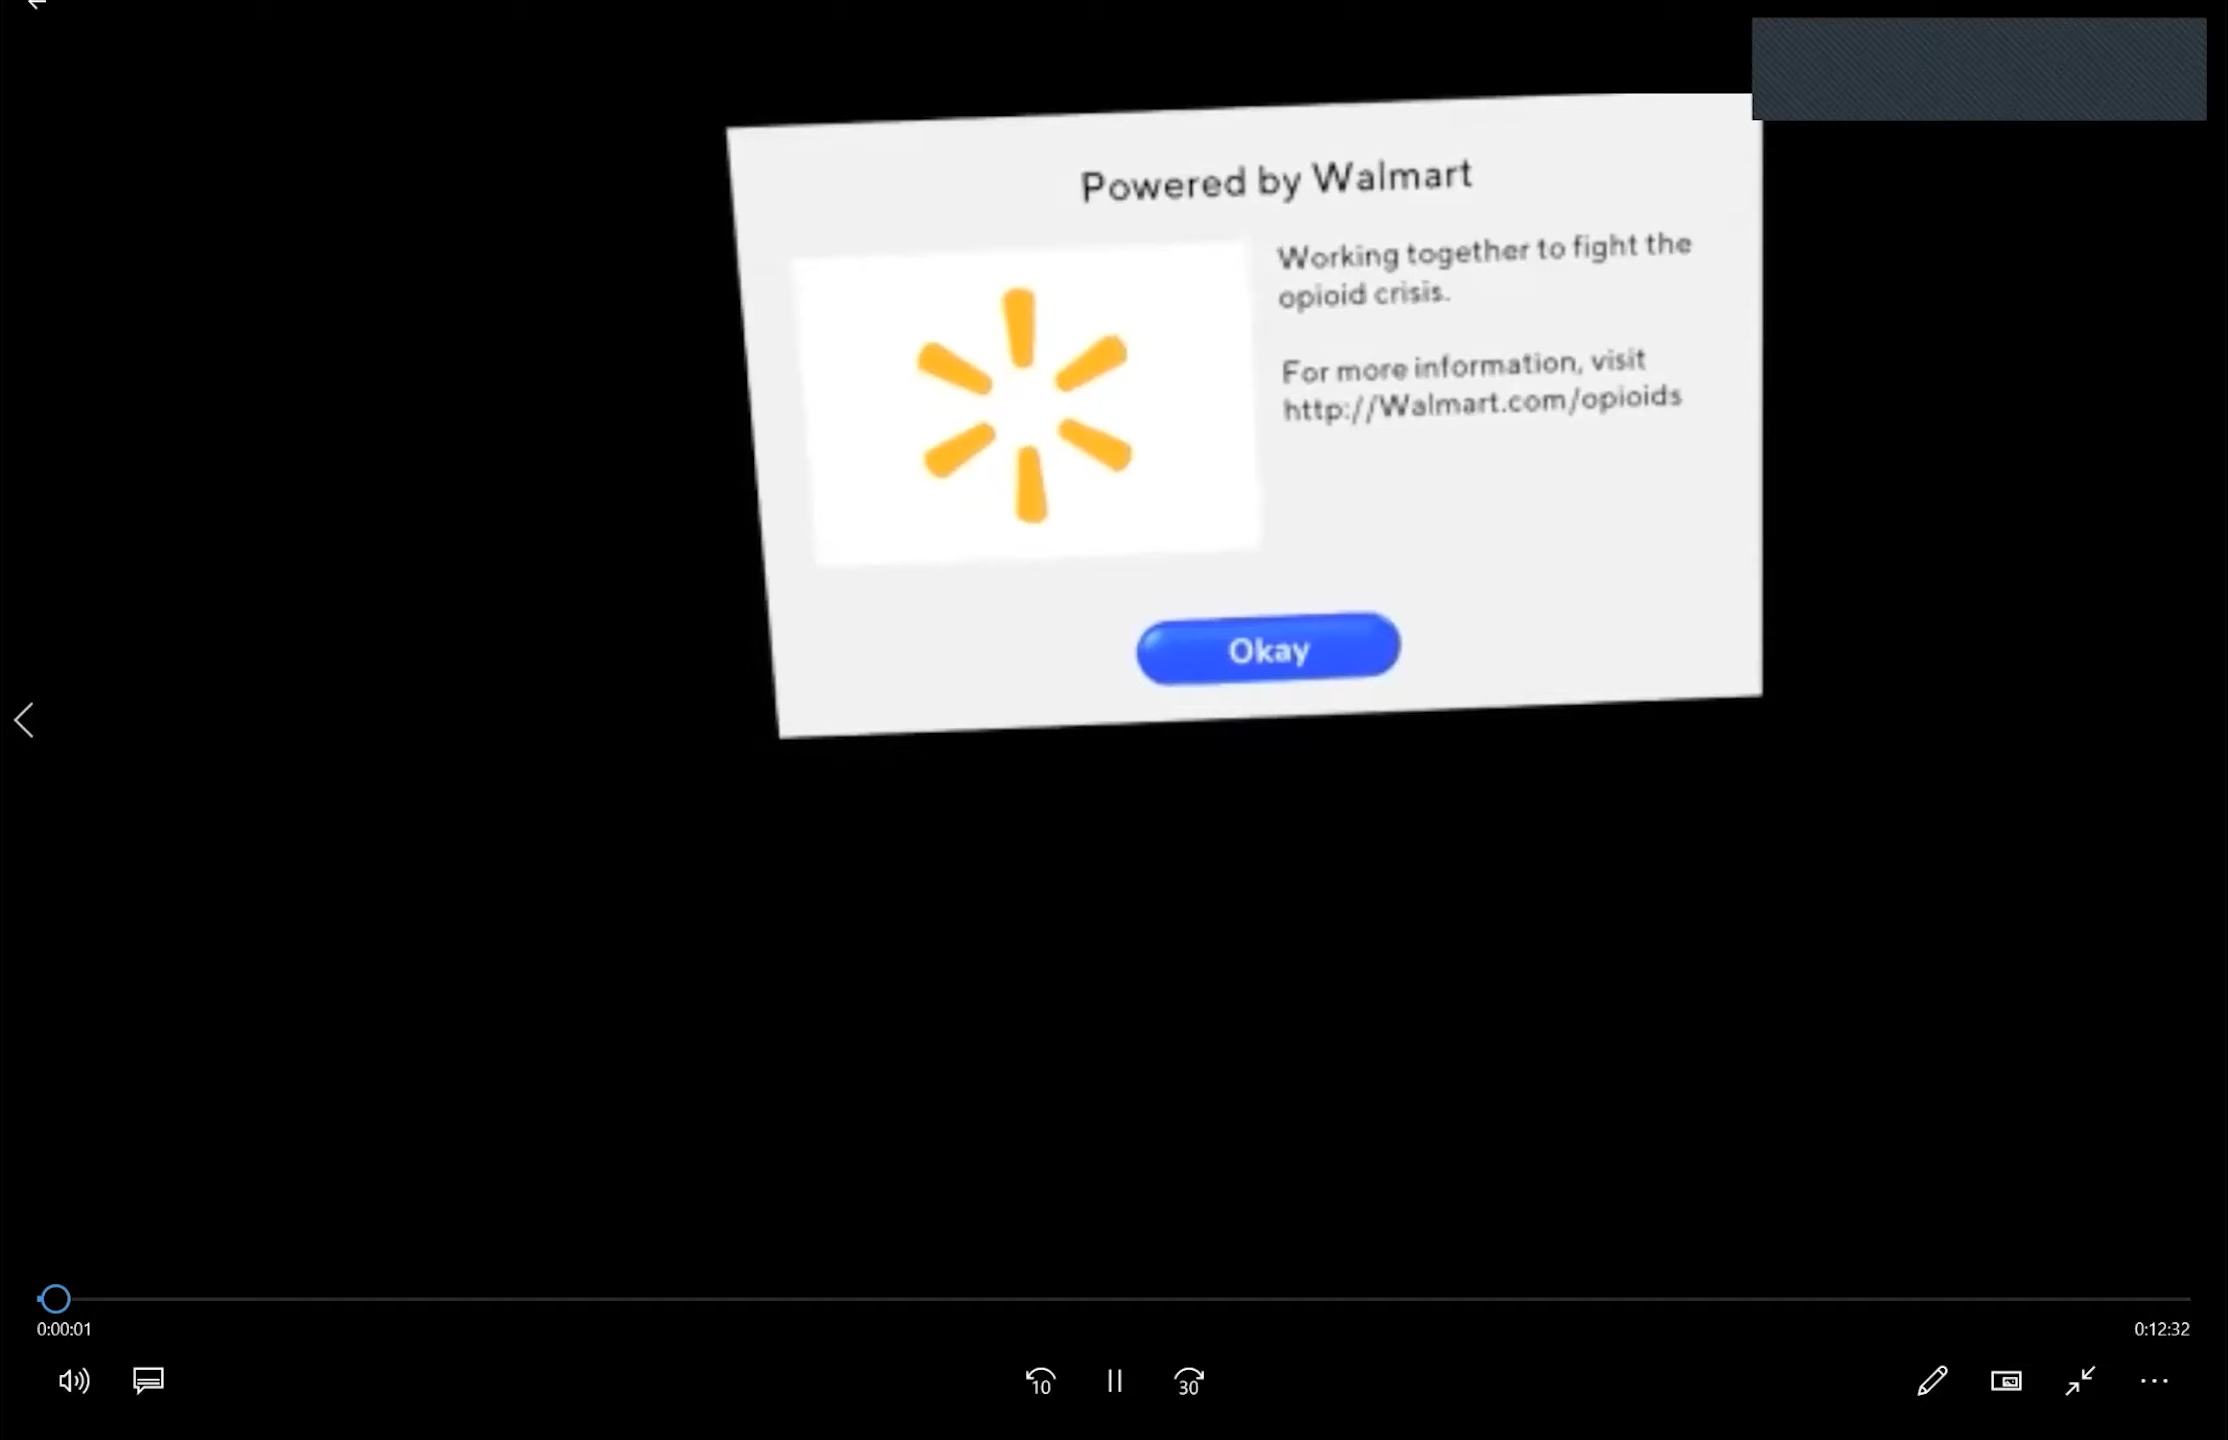 Powered by Walmart
Working together to fight the
opioid crisis.
For more information, visit
http://Walmart.com/opioids
Okay
0:00:01
0:12:32
10
30